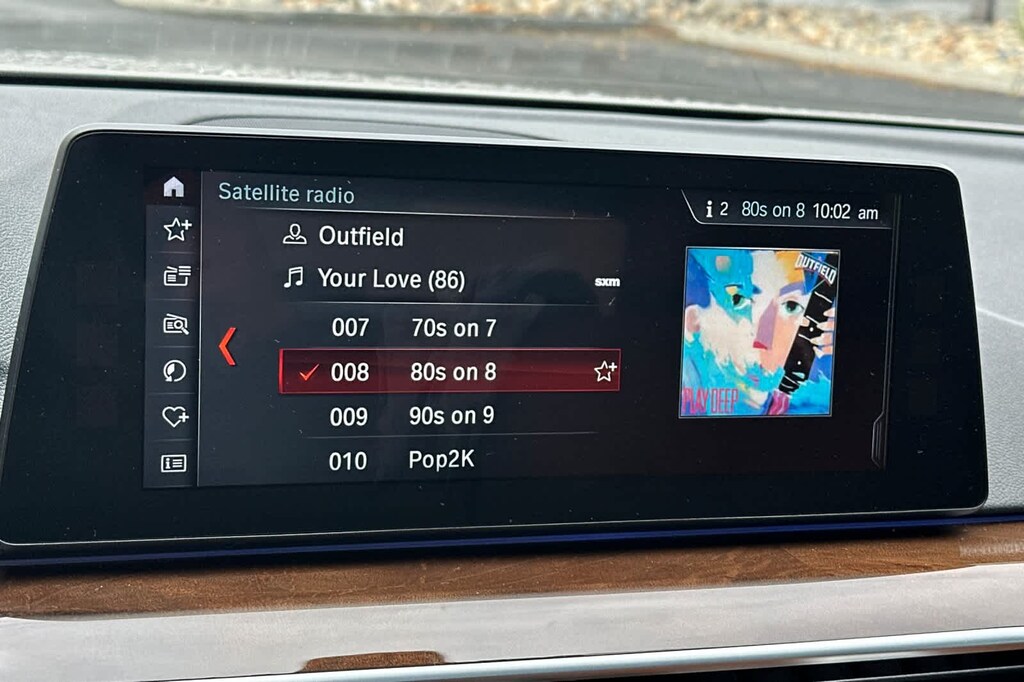 Satellite radio
i 2 80s on 8 10:02 am
Outfield
Your Love (86)
sxm
007 70s on 7
008 80s on 8
009 90s on 9
010 Pop2K
OUTFIELD
PLAY DEEP